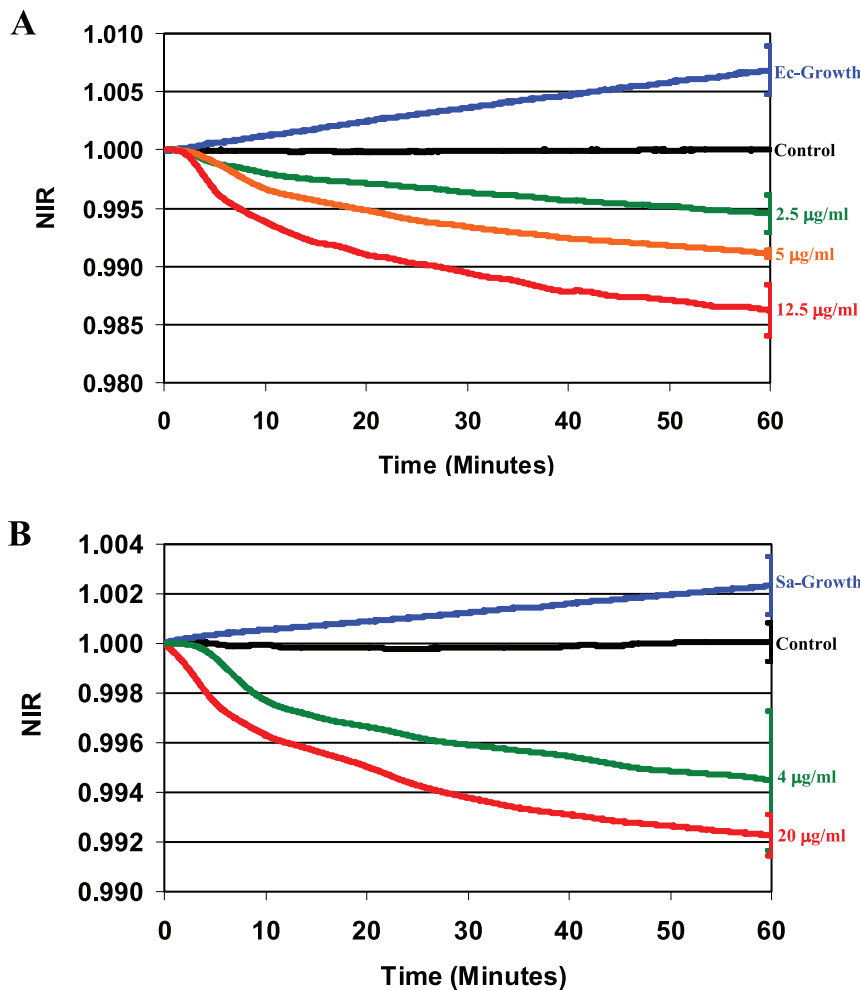 A
1.010
1.005
1.000
0.995
0.990
0.985
0.980
NIR
Ec-Growth
Control
2.5 µg/ml
5 µg/ml
12.5 µg/ml
0 10 20 30 40 50 60
Time (Minutes)
B
1.004
1.002
1.000
0.998
0.996
0.994
0.992
0.990
NIR
Sa-Growth
Control
4 µg/ml
20 µg/ml
0 10 20 30 40 50 60
Time (Minutes)